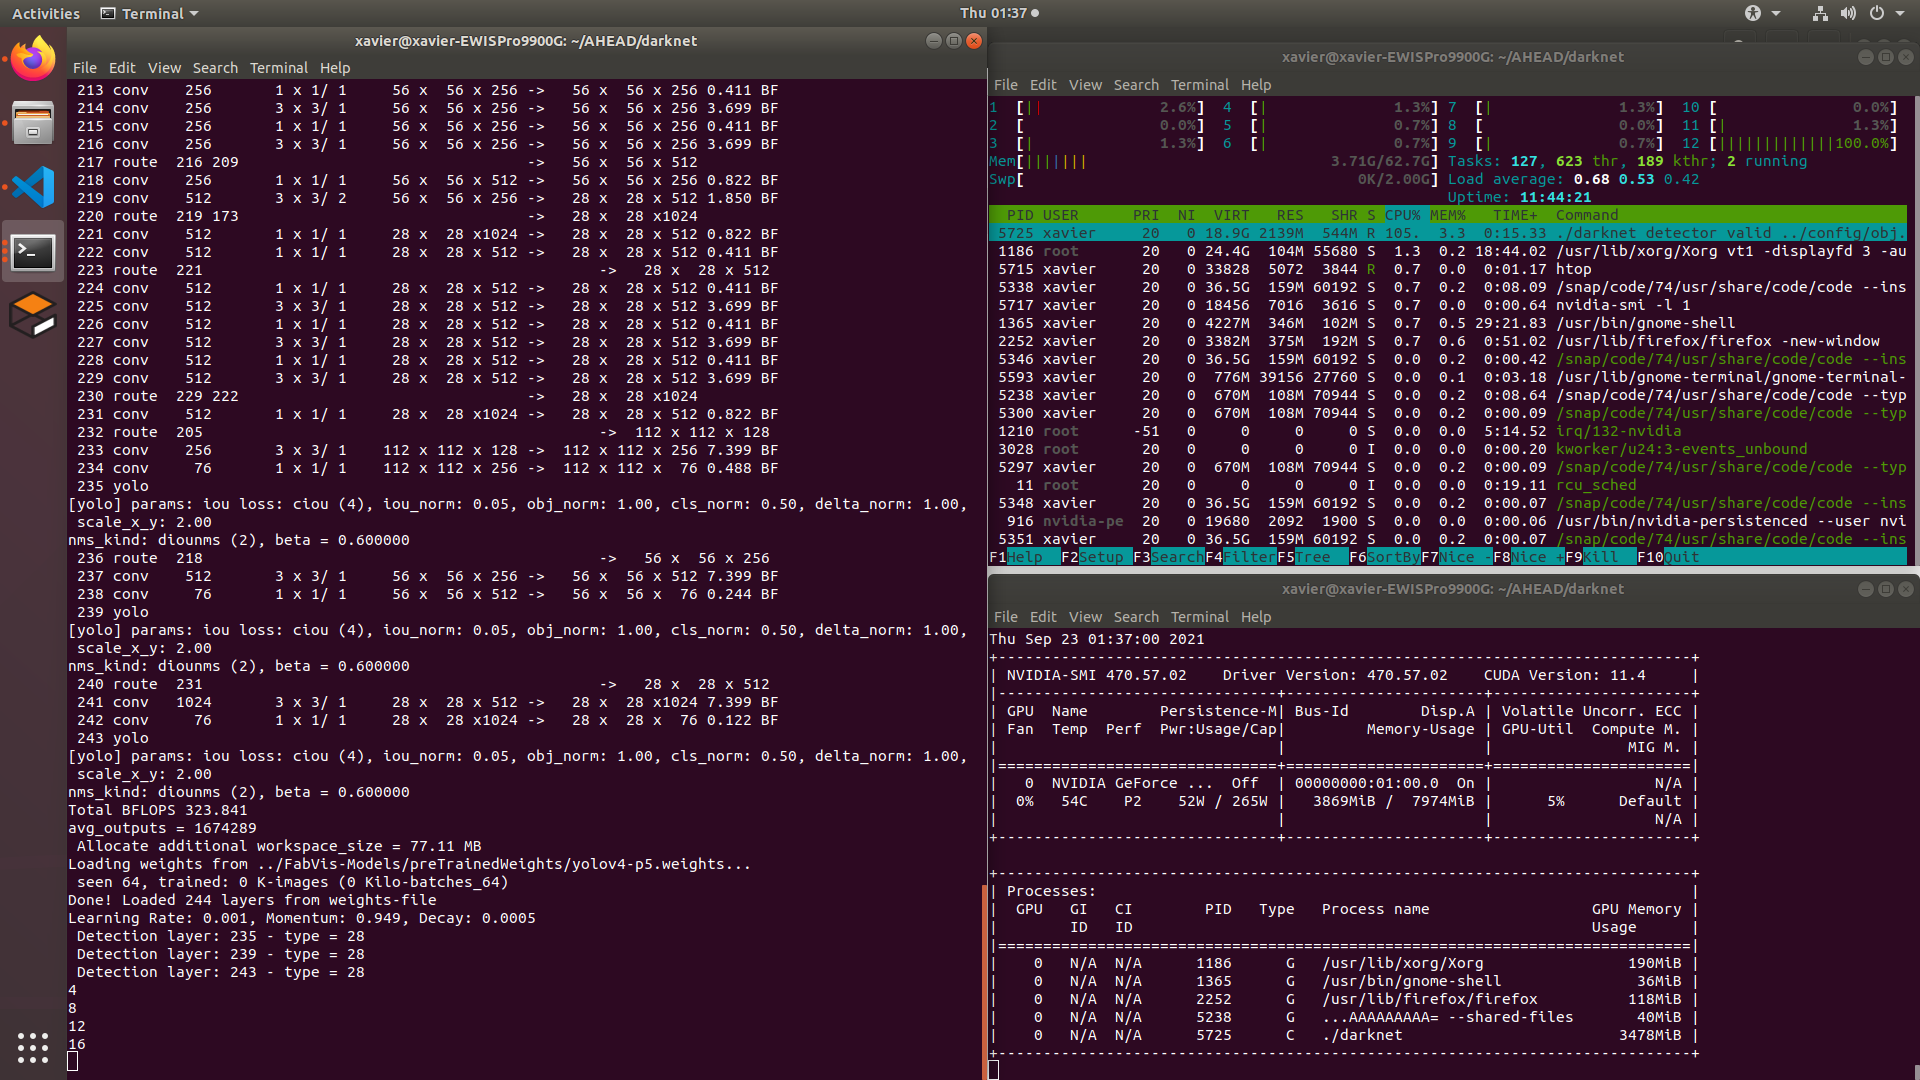 Activities
Terminal
Thu 01:37
xavier@xavier-EWISPro9900G: ~/AHEAD/darknet
File Edit View Search Terminal Help
213 conv 256 1 x 1/ 1 56 x 56 x 256 -> 56 x 56 x 256 0.411 BF
214 conv 256 3 x 3/ 1 56 x 56 x 256 -> 56 x 56 x 256 3.699 BF
215 conv 256 1 x 1/ 1 56 x 56 x 256 -> 56 x 56 x 256 0.411 BF
216 conv 256 3 x 3/ 1 56 x 56 x 256 -> 56 x 56 x 256 3.699 BF
217 route 216 209 -> 56 x 56 x 512
218 conv 256 1 x 1/ 1 56 x 56 x 512 -> 56 x 56 x 256 0.822 BF
219 conv 512 3 x 3/ 2 56 x 56 x 256 -> 28 x 28 x 512 1.850 BF
220 route 219 173 -> 28 x 28 x1024
221 conv 512 1 x 1/ 1 28 x 28 x1024 -> 28 x 28 x 512 0.822 BF
222 conv 512 1 x 1/ 1 28 x 28 x 512 -> 28 x 28 x 512 0.411 BF
223 route 221 -> 28 x 28 x 512
224 conv 512 1 x 1/ 1 28 x 28 x 512 -> 28 x 28 x 512 0.411 BF
225 conv 512 3 x 3/ 1 28 x 28 x 512 -> 28 x 28 x 512 3.699 BF
226 conv 512 1 x 1/ 1 28 x 28 x 512 -> 28 x 28 x 512 0.411 BF
227 conv 512 3 x 3/ 1 28 x 28 x 512 -> 28 x 28 x 512 3.699 BF
228 conv 512 1 x 1/ 1 28 x 28 x 512 -> 28 x 28 x 512 0.411 BF
229 conv 512 3 x 3/ 1 28 x 28 x 512 -> 28 x 28 x 512 3.699 BF
230 route 229 222 -> 28 x 28 x1024
231 conv 512 1 x 1/ 1 28 x 28 x1024 -> 28 x 28 x 512 0.822 BF
232 route 205 -> 112 x 112 x 128
233 conv 256 3 x 3/ 1 112 x 112 x 128 -> 112 x 112 x 256 7.399 BF
234 conv 76 1 x 1/ 1 112 x 112 x 256 -> 112 x 112 x 76 0.488 BF
235 yolo
[yolo] params: iou loss: ciou (4), iou_norm: 0.05, obj_norm: 1.00, cls_norm: 0.50, delta_norm: 1.00,
scale_x_y: 2.00
nms_kind: diounms (2), beta = 0.600000
236 route 218 -> 56 x 56 x 256
237 conv 512 3 x 3/ 1 56 x 56 x 256 -> 56 x 56 x 512 7.399 BF
238 conv 76 1 x 1/ 1 56 x 56 x 512 -> 56 x 56 x 76 0.244 BF
239 yolo
[yolo] params: iou loss: ciou (4), iou_norm: 0.05, obj_norm: 1.00, cls_norm: 0.50, delta_norm: 1.00,
scale_x_y: 2.00
nms_kind: diounms (2), beta = 0.600000
240 route 231 -> 28 x 28 x 512
241 conv 1024 3 x 3/ 1 28 x 28 x 512 -> 28 x 28 x1024 7.399 BF
242 conv 76 1 x 1/ 1 28 x 28 x1024 -> 28 x 28 x 76 0.122 BF
243 yolo
[yolo] params: iou loss: ciou (4), iou_norm: 0.05, obj_norm: 1.00, cls_norm: 0.50, delta_norm: 1.00,
scale_x_y: 2.00
nms_kind: diounms (2), beta = 0.600000
Total BFLOPS 323.841
avg_outputs = 1674289
Allocate additional workspace_size = 77.11 MB
Loading weights from ../FabVis-Models/preTrainedWeights/yolov4-p5.weights...
seen 64, trained: 0 K-images (0 Kilo-batches_64)
Done! Loaded 244 layers from weights-file
Learning Rate: 0.001, Momentum: 0.949, Decay: 0.0005
Detection layer: 235 - type = 28
Detection layer: 239 - type = 28
Detection layer: 243 - type = 28
4
8
12
16
xavier@xavier-EWISPro9900G: ~/AHEAD/darknet
File Edit View Search Terminal Help
1 [|| 2.6%] 4 [| 1.3%] 7 [| 1.3%] 10 [ 0.0%]
2 [ 0.0%] 5 [| 0.7%] 8 [ 0.0%] 11 [| 1.3%]
3 [| 1.3%] 6 [| 0.7%] 9 [| 0.7%] 12 [|||||||||||||100.0%]
Mem[||||||| 3.71G/62.7G] Tasks: 127, 623 thr, 189 kthr; 2 running
Swp[ 0K/2.00G] Load average: 0.68 0.53 0.42
Uptime: 11:44:21
PID USER PRI NI VIRT RES SHR S CPU% MEM% TIME+ Command
5725 xavier 20 0 18.9G 2139M 544M R 105. 3.3 0:15.33 ./darknet detector valid ../config/obj.
1186 root 20 0 24.4G 104M 55680 S 1.3 0.2 18:44.02 /usr/lib/xorg/Xorg vt1 -displayfd 3 -au
5715 xavier 20 0 33828 5072 3844 R 0.7 0.0 0:01.17 htop
5338 xavier 20 0 36.5G 159M 60192 S 0.7 0.2 0:08.09 /snap/code/74/usr/share/code/code --ins
5717 xavier 20 0 18456 7016 3616 S 0.7 0.0 0:00.64 nvidia-smi -l 1
1365 xavier 20 0 4227M 346M 102M S 0.7 0.5 29:21.83 /usr/bin/gnome-shell
2252 xavier 20 0 3382M 375M 192M S 0.7 0.6 0:51.02 /usr/lib/firefox/firefox -new-window
5346 xavier 20 0 36.5G 159M 60192 S 0.0 0.2 0:00.42 /snap/code/74/usr/share/code/code --ins
5593 xavier 20 0 776M 39156 27760 S 0.0 0.1 0:03.18 /usr/lib/gnome-terminal/gnome-terminal-
5238 xavier 20 0 670M 108M 70944 S 0.0 0.2 0:08.64 /snap/code/74/usr/share/code/code --typ
5300 xavier 20 0 670M 108M 70944 S 0.0 0.2 0:00.09 /snap/code/74/usr/share/code/code --typ
1210 root -51 0 0 0 0 S 0.0 0.0 5:14.52 irq/132-nvidia
3028 root 20 0 0 0 0 I 0.0 0.0 0:00.20 kworker/u24:3-events_unbound
5297 xavier 20 0 670M 108M 70944 S 0.0 0.2 0:00.09 /snap/code/74/usr/share/code/code --typ
11 root 20 0 0 0 0 I 0.0 0.0 0:19.11 rcu_sched
5348 xavier 20 0 36.5G 159M 60192 S 0.0 0.2 0:00.07 /snap/code/74/usr/share/code/code --ins
916 nvidia-pe 20 0 19680 2092 1900 S 0.0 0.0 0:00.06 /usr/bin/nvidia-persistenced --user nvi
5351 xavier 20 0 36.5G 159M 60192 S 0.0 0.2 0:00.07 /snap/code/74/usr/share/code/code --ins
F1Help F2Setup F3SearchF4FilterF5Tree F6SortByF7Nice -F8Nice +F9Kill F10Quit
xavier@xavier-EWISPro9900G: ~/AHEAD/darknet
File Edit View Search Terminal Help
Thu Sep 23 01:37:00 2021
| NVIDIA-SMI 470.57.02 Driver Version: 470.57.02 CUDA Version: 11.4 |
| GPU Name Persistence-M| Bus-Id Disp.A | Volatile Uncorr. ECC |
| Fan Temp Perf Pwr:Usage/Cap| Memory-Usage | GPU-Util Compute M. |
| | | MIG M. |
| 0 NVIDIA GeForce ... Off | 00000000:01:00.0 On | N/A |
| 0% 54C P2 52W / 265W | 3869MiB / 7974MiB | 5% Default |
| | | N/A |
| Processes: |
| GPU GI CI PID Type Process name GPU Memory |
| ID ID Usage |
| 0 N/A N/A 1186 G /usr/lib/xorg/Xorg 190MiB |
| 0 N/A N/A 1365 G /usr/bin/gnome-shell 36MiB |
| 0 N/A N/A 2252 G /usr/lib/firefox/firefox 118MiB |
| 0 N/A N/A 5238 G ...AAAAAAAAA= --shared-files 40MiB |
| 0 N/A N/A 5725 C ./darknet 3478MiB |